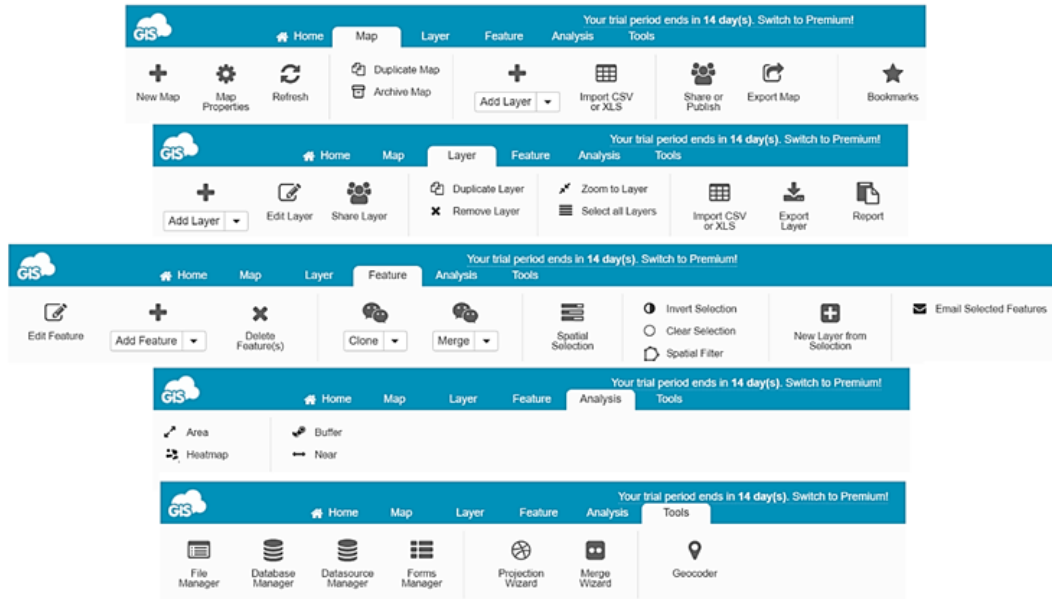 Your trial period ends in 14 day(s). Switch to Premium!
GIS Home Map Layer Feature Analysis Tools
New Map
Map Properties
Refresh
Duplicate Map
Archive Map
Add Layer
Import CSV or XLS
Share or Publish
Export Map
Bookmarks
Your trial period ends in 14 day(s). Switch to Premium!
GIS Home Map Layer Feature Analysis Tools
Add Layer
Edit Layer
Share Layer
Duplicate Layer
Remove Layer
Zoom to Layer
Select all Layers
Import CSV or XLS
Export Layer
Report
Your trial period ends in 14 day(s). Switch to Premium!
GIS Home Map Layer Feature Analysis Tools
Edit Feature
Add Feature
Delete Feature(s)
Clone
Merge
Spatial Selection
Invert Selection
Clear Selection
Spatial Filter
New Layer from Selection
Email Selected Features
Your trial period ends in 14 day(s). Switch to Premium!
GIS Home Map Layer Feature Analysis Tools
Area
Heatmap
Buffer
Near
Your trial period ends in 14 day(s). Switch to Premium!
GIS Home Map Layer Feature Analysis Tools
File Manager
Database Manager
Datasource Manager
Forms Manager
Projection Wizard
Merge Wizard
Geocoder